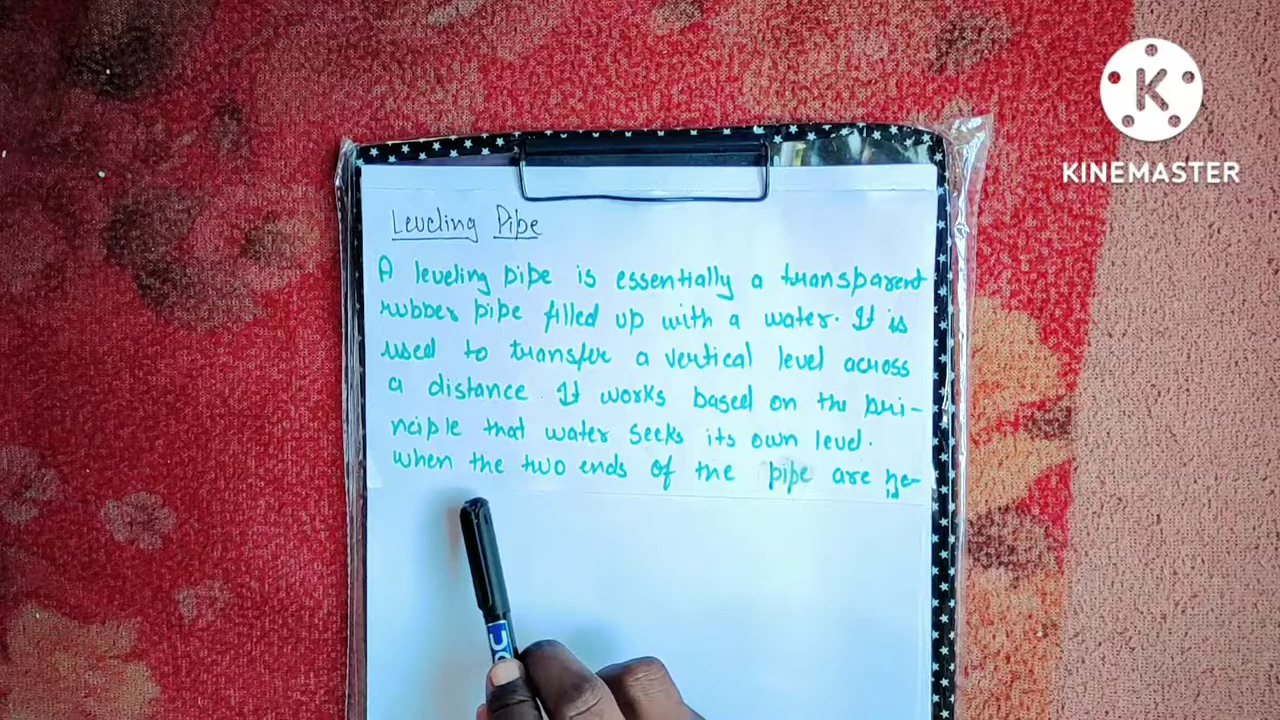 Leveling Pipe
A leveling pipe is essentially a transparent
rubber pipe filled up with a water. It is
used to transfer a vertical level across
a distance. It works based on the pri-
nciple that water seeks its own level.
when the two ends of the pipe are
K
KINEMASTER